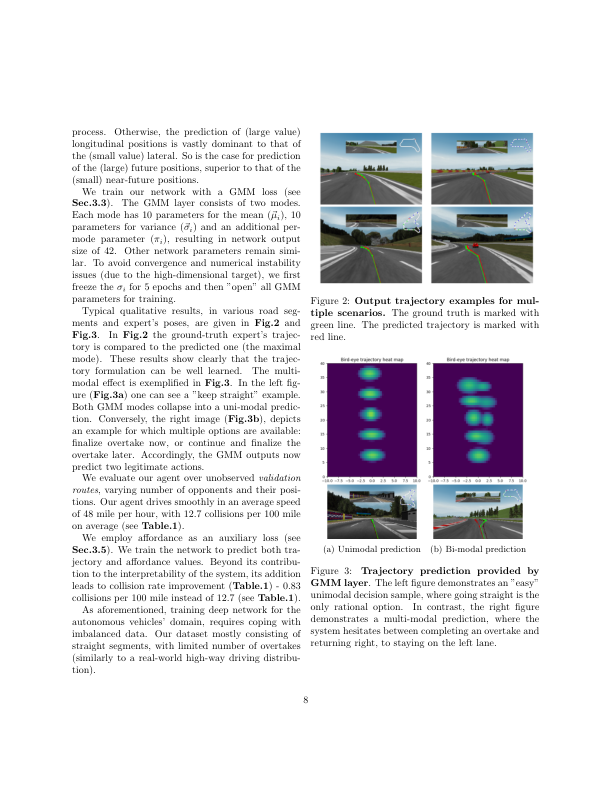 process. Otherwise, the prediction of (large value)
longitudinal positions is vastly dominant to that of
the (small value) lateral. So is the case for prediction
of the (large) future positions, superior to that of the
(small) near-future positions.
We train our network with a GMM loss (see
Sec.3.3). The GMM layer consists of two modes.
Each mode has 10 parameters for the mean (μ⃗ᵢ), 10
parameters for variance (σ⃗ᵢ) and an additional per-
mode parameter (πᵢ), resulting in network output
size of 42. Other network parameters remain simi-
lar. To avoid convergence and numerical instability
issues (due to the high-dimensional target), we first
freeze the σᵢ for 5 epochs and then "open" all GMM
parameters for training.
Typical qualitative results, in various road seg-
ments and expert's poses, are given in Fig.2 and
Fig.3. In Fig.2 the ground-truth expert's trajec-
tory is compared to the predicted one (the maximal
mode). These results show clearly that the trajec-
tory formulation can be well learned. The multi-
modal effect is exemplified in Fig.3. In the left fig-
ure (Fig.3a) one can see a "keep straight" example.
Both GMM modes collapse into a uni-modal predic-
tion. Conversely, the right image (Fig.3b), depicts
an example for which multiple options are available:
finalize overtake now, or continue and finalize the
overtake later. Accordingly, the GMM outputs now
predict two legitimate actions.
We evaluate our agent over unobserved validation
routes, varying number of opponents and their posi-
tions. Our agent drives smoothly in an average speed
of 48 mile per hour, with 12.7 collisions per 100 mile
on average (see Table.1).
We employ affordance as an auxiliary loss (see
Sec.3.5). We train the network to predict both tra-
jectory and affordance values. Beyond its contribu-
tion to the interpretability of the system, its addition
leads to collision rate improvement (Table.1) - 0.83
collisions per 100 mile instead of 12.7 (see Table.1).
As aforementioned, training deep network for the
autonomous vehicles' domain, requires coping with
imbalanced data. Our dataset mostly consisting of
straight segments, with limited number of overtakes
(similarly to a real-world high-way driving distribu-
tion).
Figure 2: Output trajectory examples for mul-
tiple scenarios. The ground truth is marked with
green line. The predicted trajectory is marked with
red line.
Bird-eye trajectory heat map
40
35
30
25
20
15
10
5
0
−10.0 −7.5 −5.0 −2.5 0.0 2.5 5.0 7.5 10.0
Bird-eye trajectory heat map
40
35
30
25
20
15
10
5
0
−10.0 −7.5 −5.0 −2.5 0.0 2.5 5.0 7.5 10.0
(a) Unimodal prediction (b) Bi-modal prediction
Figure 3: Trajectory prediction provided by
GMM layer. The left figure demonstrates an "easy"
unimodal decision sample, where going straight is the
only rational option. In contrast, the right figure
demonstrates a multi-modal prediction, where the
system hesitates between completing an overtake and
returning right, to staying on the left lane.
8